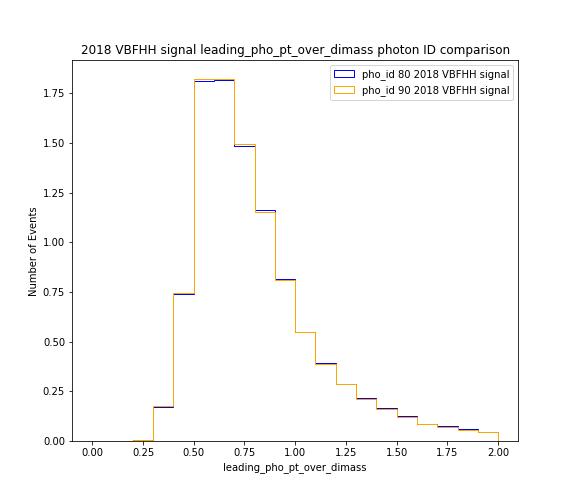 2018 VBFHH signal leading_pho_pt_over_dimass photon ID comparison
pho_id 80 2018 VBFHH signal
pho_id 90 2018 VBFHH signal
Number of Events
1.75
1.50
1.25
1.00
0.75
0.50
0.25
0.00
0.00 0.25 0.50 0.75 1.00 1.25 1.50 1.75 2.00
leading_pho_pt_over_dimass